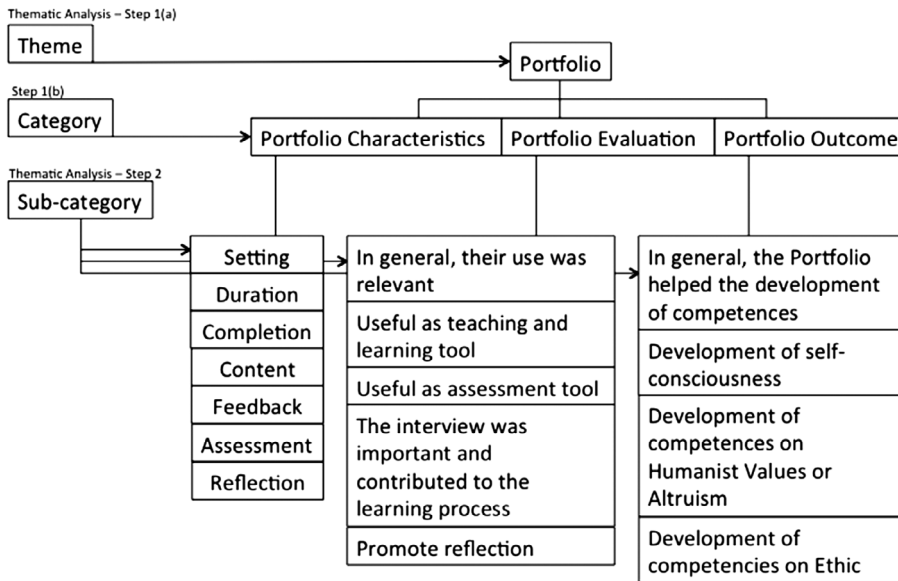 Thematic Analysis – Step 1(a)
Theme
Portfolio
Step 1(b)
Category
Portfolio Characteristics
Portfolio Evaluation
Portfolio Outcome
Thematic Analysis – Step 2
Sub-category
Setting
Duration
Completion
Content
Feedback
Assessment
Reflection
In general, their use was
relevant
Useful as teaching and
learning tool
Useful as assessment tool
The interview was
important and
contributed to the
learning process
Promote reflection
In general, the Portfolio
helped the development
of competences
Development of self-
consciousness
Development of
competences on
Humanist Values or
Altruism
Development of
competencies on Ethic